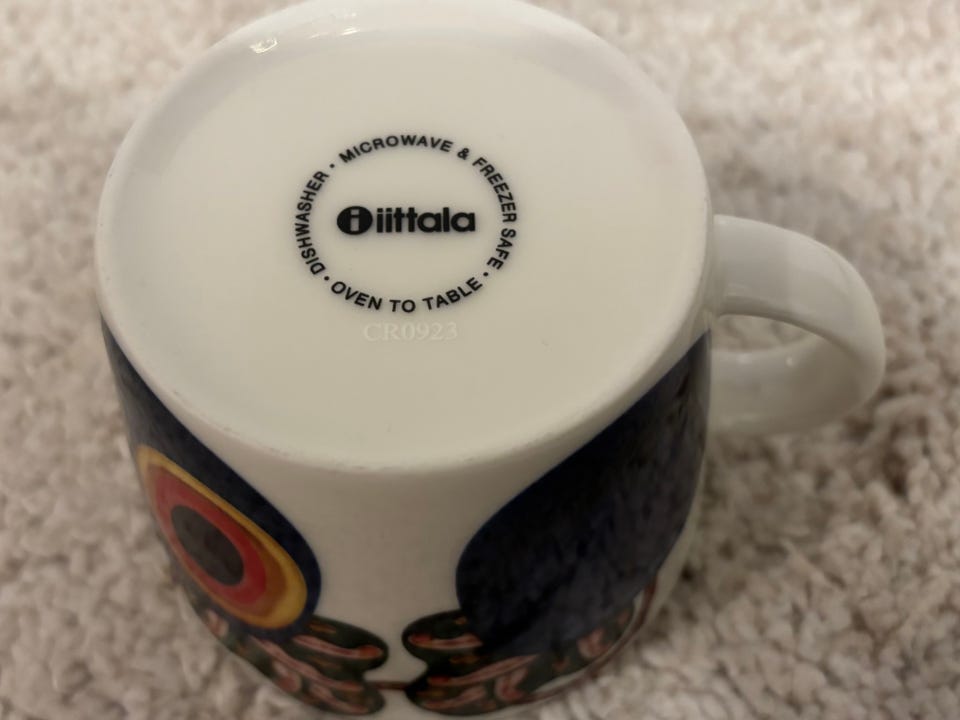 DISHWASHER · MICROWAVE & FREEZER SAFE · OVEN TO TABLE ·
i iittala
CR0923